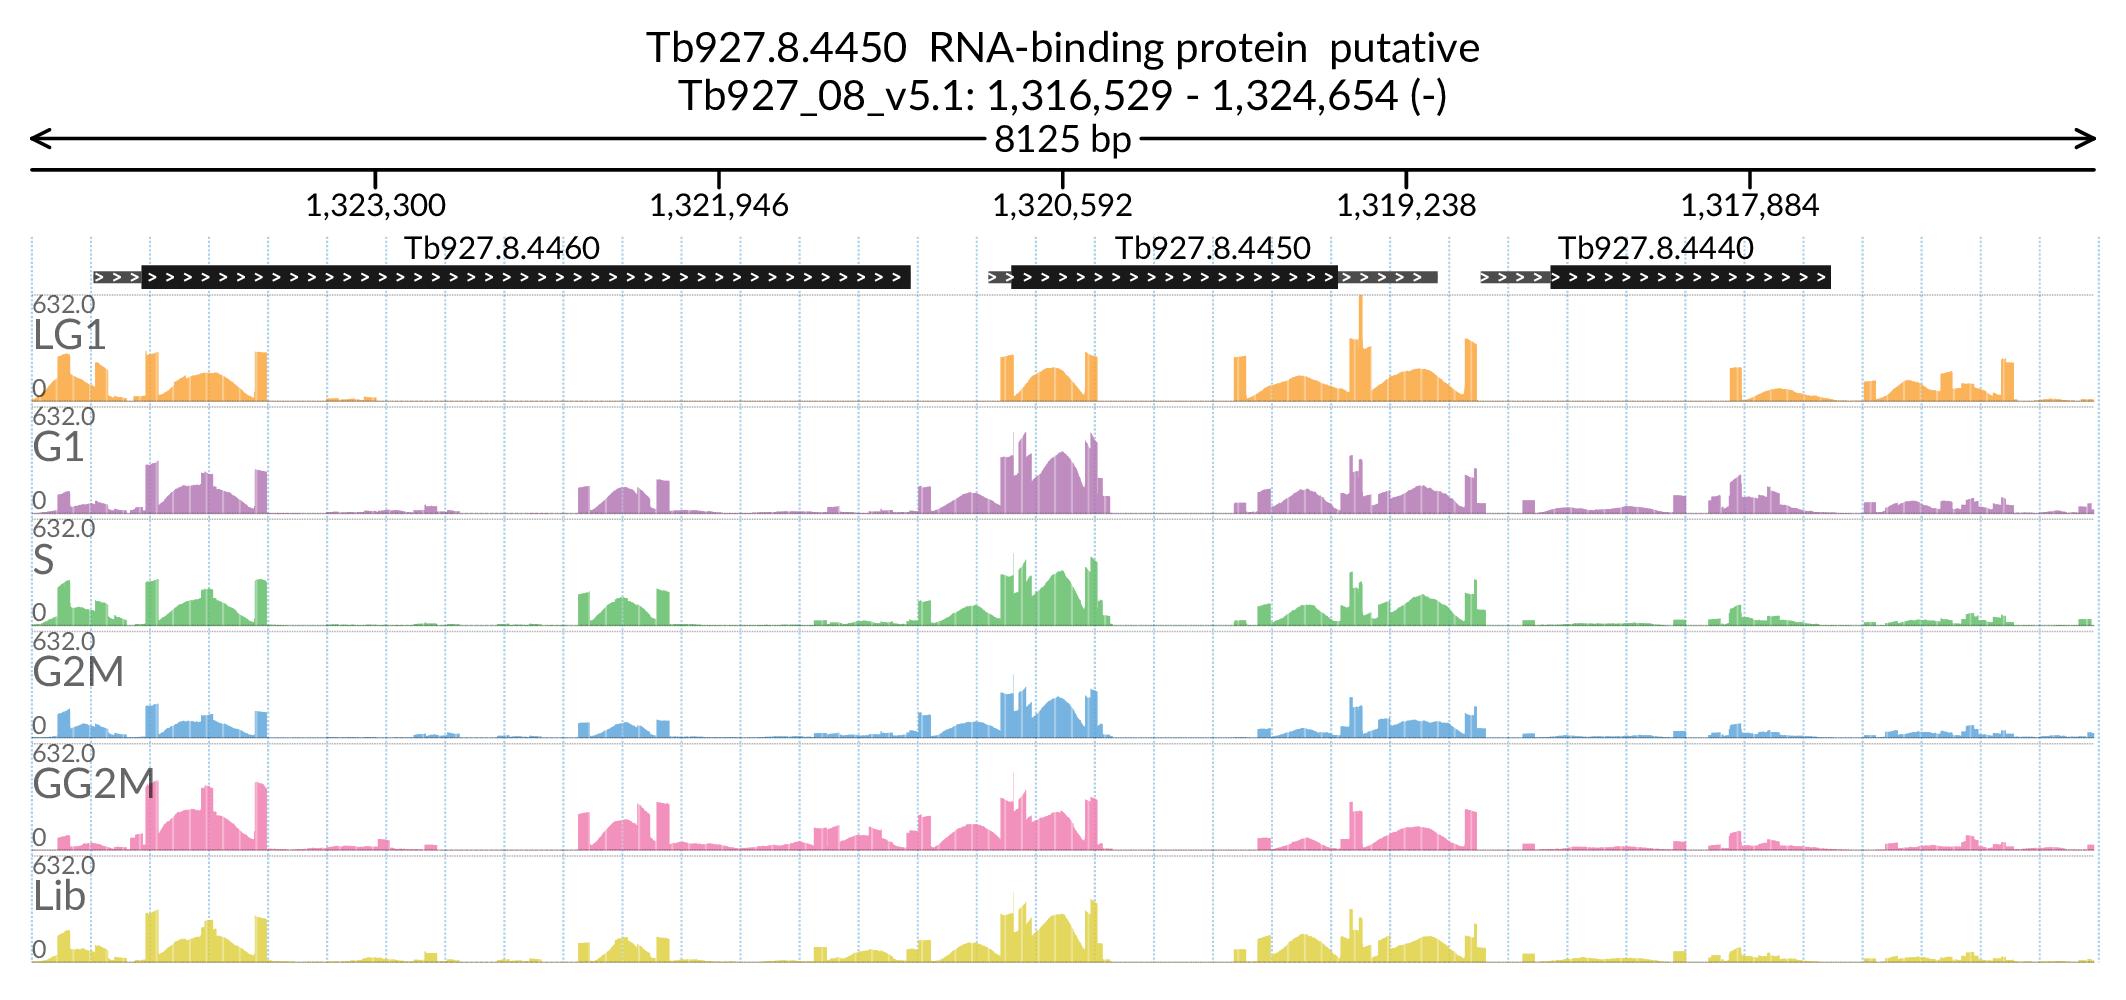 Tb927.8.4450  RNA-binding protein  putative
Tb927_08_v5.1: 1,316,529 - 1,324,654 (-)
8125 bp
1,323,300 1,321,946 1,320,592 1,319,238 1,317,884
Tb927.8.4460 Tb927.8.4450 Tb927.8.4440
632.0
LG1
0
632.0
G1
0
632.0
S
0
632.0
G2M
0
632.0
GG2M
0
632.0
Lib
0